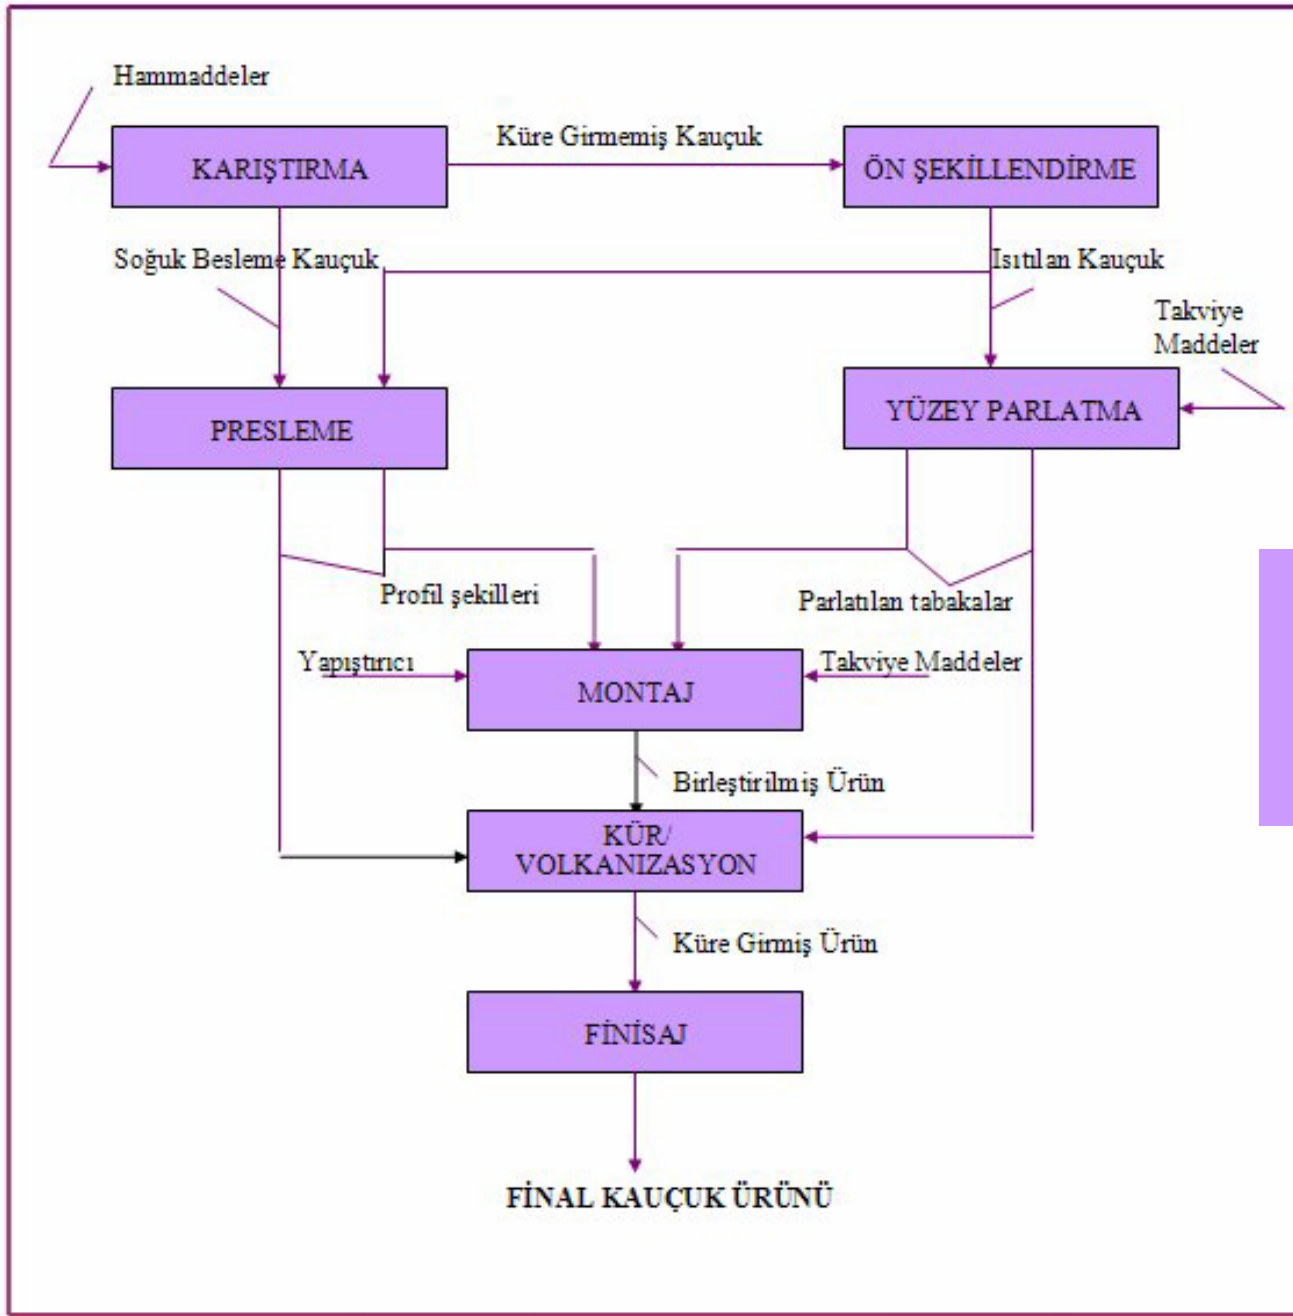 Hammaddeler
KARIŞTIRMA
Küre Girmemiş Kauçuk
ÖN ŞEKİLLENDİRME
Soğuk Besleme Kauçuk
Isıtılan Kauçuk
Takviye
Maddeler
PRESLEME
YÜZEY PARLATMA
Profil şekilleri
Parlatılan tabakalar
Yapıştırıcı
MONTAJ
Takviye Maddeler
Birleştirilmiş Ürün
KÜR/
VOLKANIZASYON
Küre Girmiş Ürün
FİNİSAJ
FİNAL KAUÇUK ÜRÜNÜ